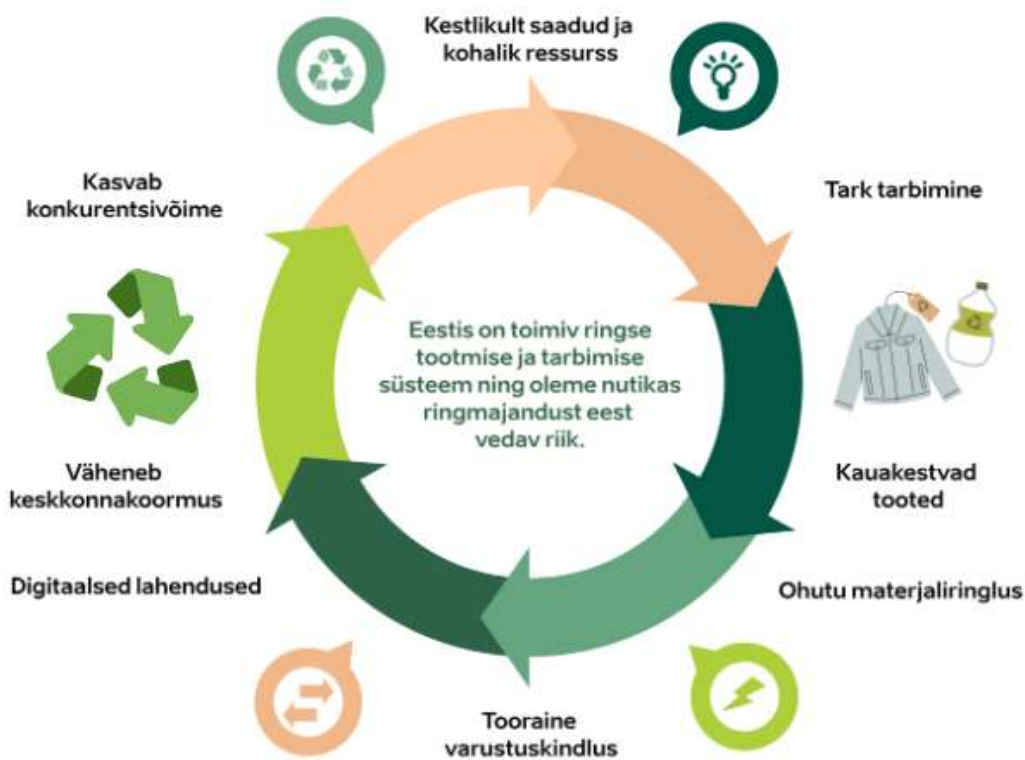 Kestlikult saadud ja
kohalik ressurss
Tark tarbimine
Kauakestvad
tooted
Ohutu materjaliringlus
Tooraine
varustuskindlus
Digitaalsed lahendused
Väheneb
keskkonnakoormus
Kasvab
konkurentsivõime
Eestis on toimiv ringse
tootmise ja tarbimise
süsteem ning oleme nutikas
ringmajandust eest
vedav riik.